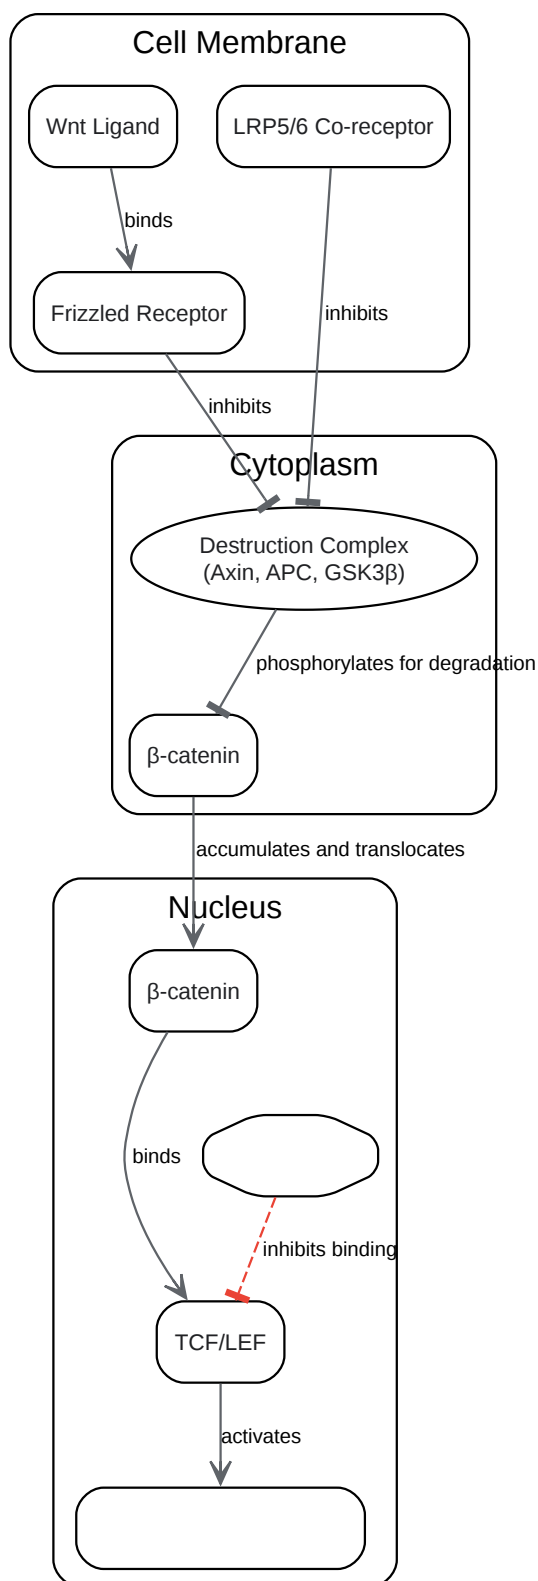 Cell Membrane
Wnt Ligand
LRP5/6 Co-receptor
binds
Frizzled Receptor
inhibits
inhibits
Cytoplasm
Destruction Complex
(Axin, APC, GSK3β)
phosphorylates for degradation
β-catenin
accumulates and translocates
Nucleus
β-catenin
binds
inhibits binding
TCF/LEF
activates